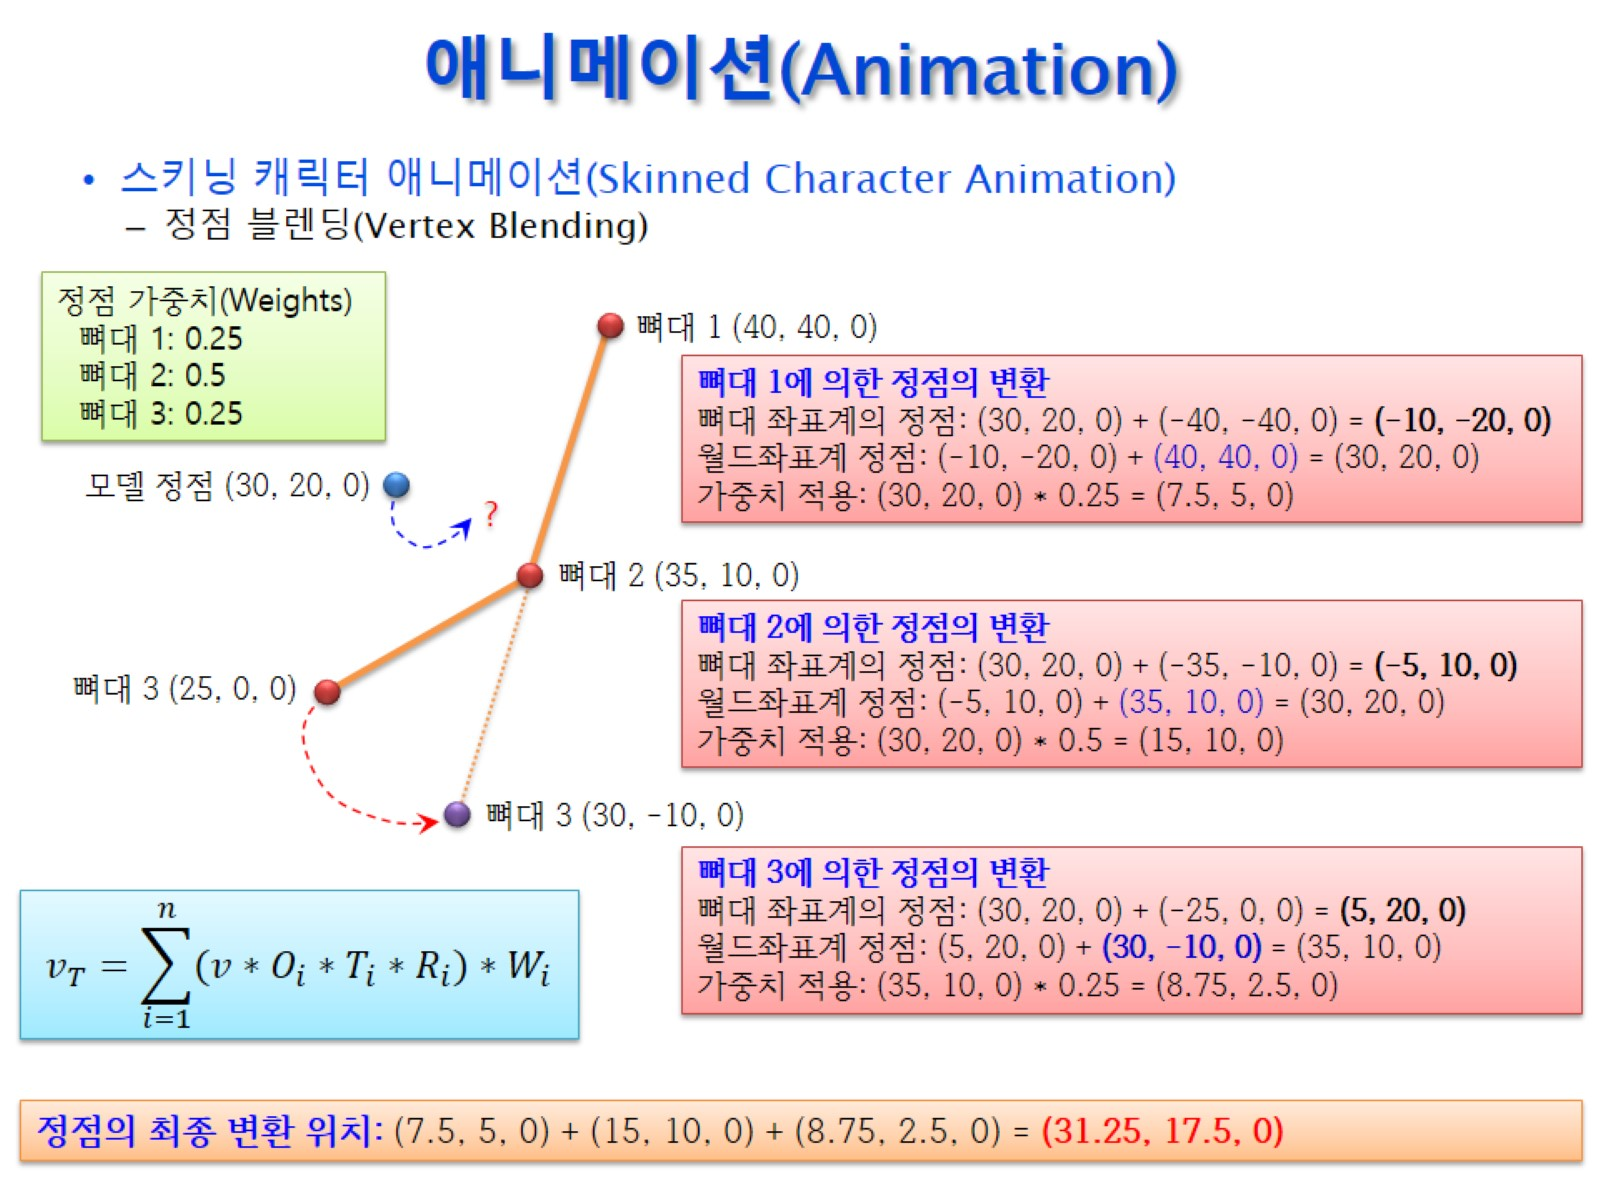 애니메이션(Animation)
• 스키닝 캐릭터 애니메이션(Skinned Character Animation)
– 정점 블렌딩(Vertex Blending)
정점 가중치(Weights)
뼈대 1: 0.25
뼈대 2: 0.5
뼈대 3: 0.25
뼈대 1 (40, 40, 0)
뼈대 1에 의한 정점의 변환
뼈대 좌표계의 정점: (30, 20, 0) + (-40, -40, 0) = (-10, -20, 0)
월드좌표계 정점: (-10, -20, 0) + (40, 40, 0) = (30, 20, 0)
가중치 적용: (30, 20, 0) * 0.25 = (7.5, 5, 0)
모델 정점 (30, 20, 0)
?
뼈대 2 (35, 10, 0)
뼈대 2에 의한 정점의 변환
뼈대 좌표계의 정점: (30, 20, 0) + (-35, -10, 0) = (-5, 10, 0)
월드좌표계 정점: (-5, 10, 0) + (35, 10, 0) = (30, 20, 0)
가중치 적용: (30, 20, 0) * 0.5 = (15, 10, 0)
뼈대 3 (25, 0, 0)
뼈대 3 (30, -10, 0)
뼈대 3에 의한 정점의 변환
뼈대 좌표계의 정점: (30, 20, 0) + (-25, 0, 0) = (5, 20, 0)
월드좌표계 정점: (5, 20, 0) + (30, -10, 0) = (35, 10, 0)
가중치 적용: (35, 10, 0) * 0.25 = (8.75, 2.5, 0)
v_T = \sum_{i=1}^{n} (v * O_i * T_i * R_i) * W_i
정점의 최종 변환 위치: (7.5, 5, 0) + (15, 10, 0) + (8.75, 2.5, 0) = (31.25, 17.5, 0)